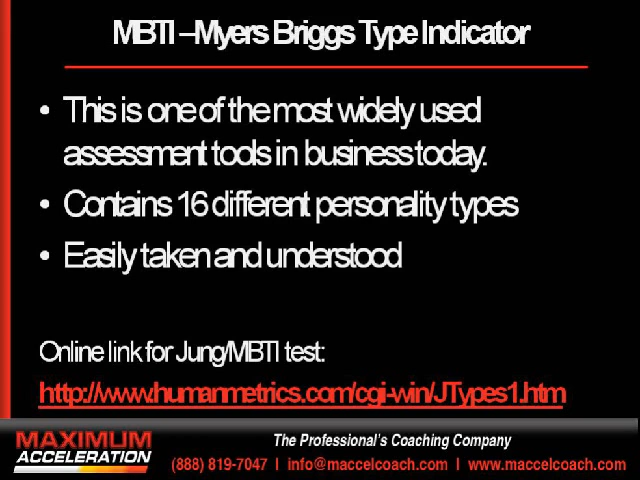 MBTI –Myers Briggs Type Indicator
• This is one of the most widely used
assessment tools in business today.
• Contains 16 different personality types
• Easily taken and understood
Online link for Jung/MBTI test:
http://www.humanmetrics.com/cgi-win/JTypes1.htm
MAXIMUM
ACCELERATION
The Professional's Coaching Company
(888) 819-7047 | info@maccelcoach.com | www.maccelcoach.com